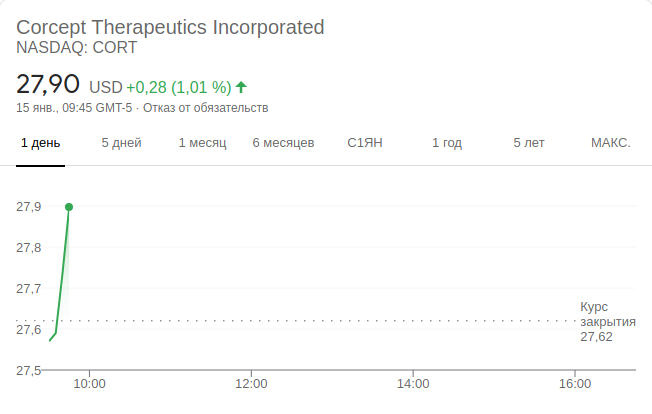 Corcept Therapeutics Incorporated
NASDAQ: CORT
27,90 USD +0,28 (1,01 %)
15 янв., 09:45 GMT-5 · Отказ от обязательств
1 день 5 дней 1 месяц 6 месяцев С1ЯН 1 год 5 лет МАКС.
27,9
27,8
27,7
27,6
27,5
Курс
закрытия
27,62
10:00 12:00 14:00 16:00